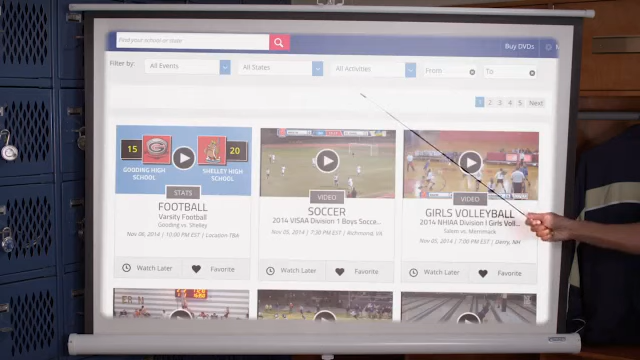 Find your school or state
Buy DVDs
Filter by:
All Events
All States
All Activities
From
To
1 2 3 4 5 Next
15
GOODING HIGH SCHOOL
20
SHELLEY HIGH SCHOOL
STATS
FOOTBALL
Varsity Football
Gooding vs. Shelley
Nov 08, 2014 | 10:00 PM EST | Location-TBA
Watch Later
Favorite
VIDEO
SOCCER
2014 VISAA Division 1 Boys Socce...
Nov 05, 2014 | 7:30 PM EST | Richmond, VA
Watch Later
Favorite
VIDEO
GIRLS VOLLEYBALL
2014 NHIAA Division I Girls Voll...
Nov 05, 2014 | 7:00 PM EST | Derry, NH
Watch Later
Favorite